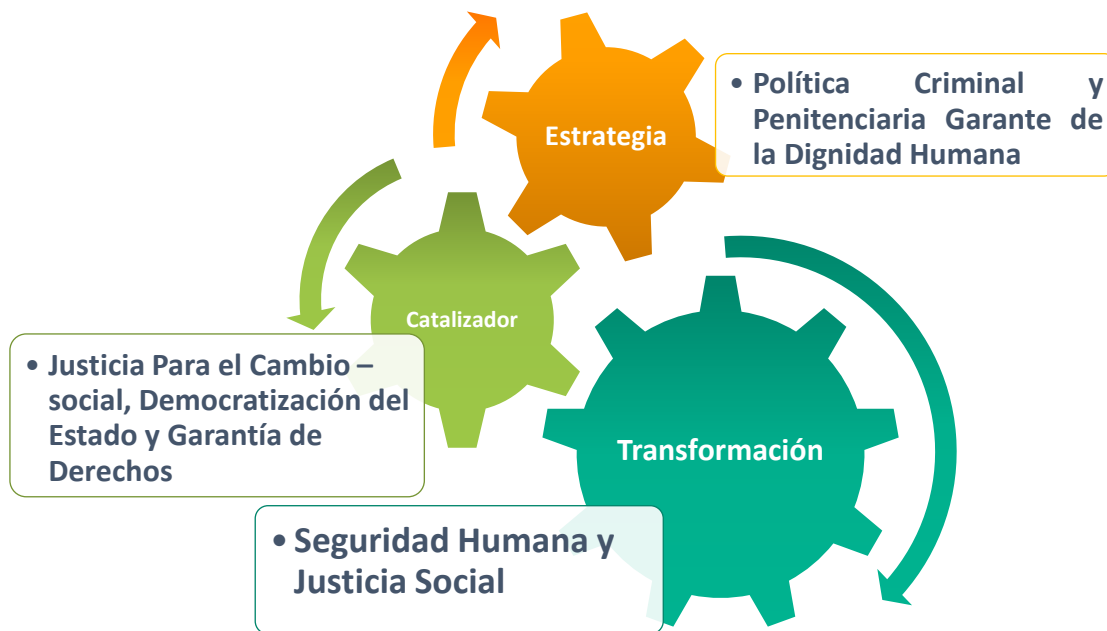 Estrategia
• Política Criminal y
Penitenciaria Garante de
la Dignidad Humana
Catalizador
• Justicia Para el Cambio –
social, Democratización del
Estado y Garantía de
Derechos
Transformación
• Seguridad Humana y
Justicia Social